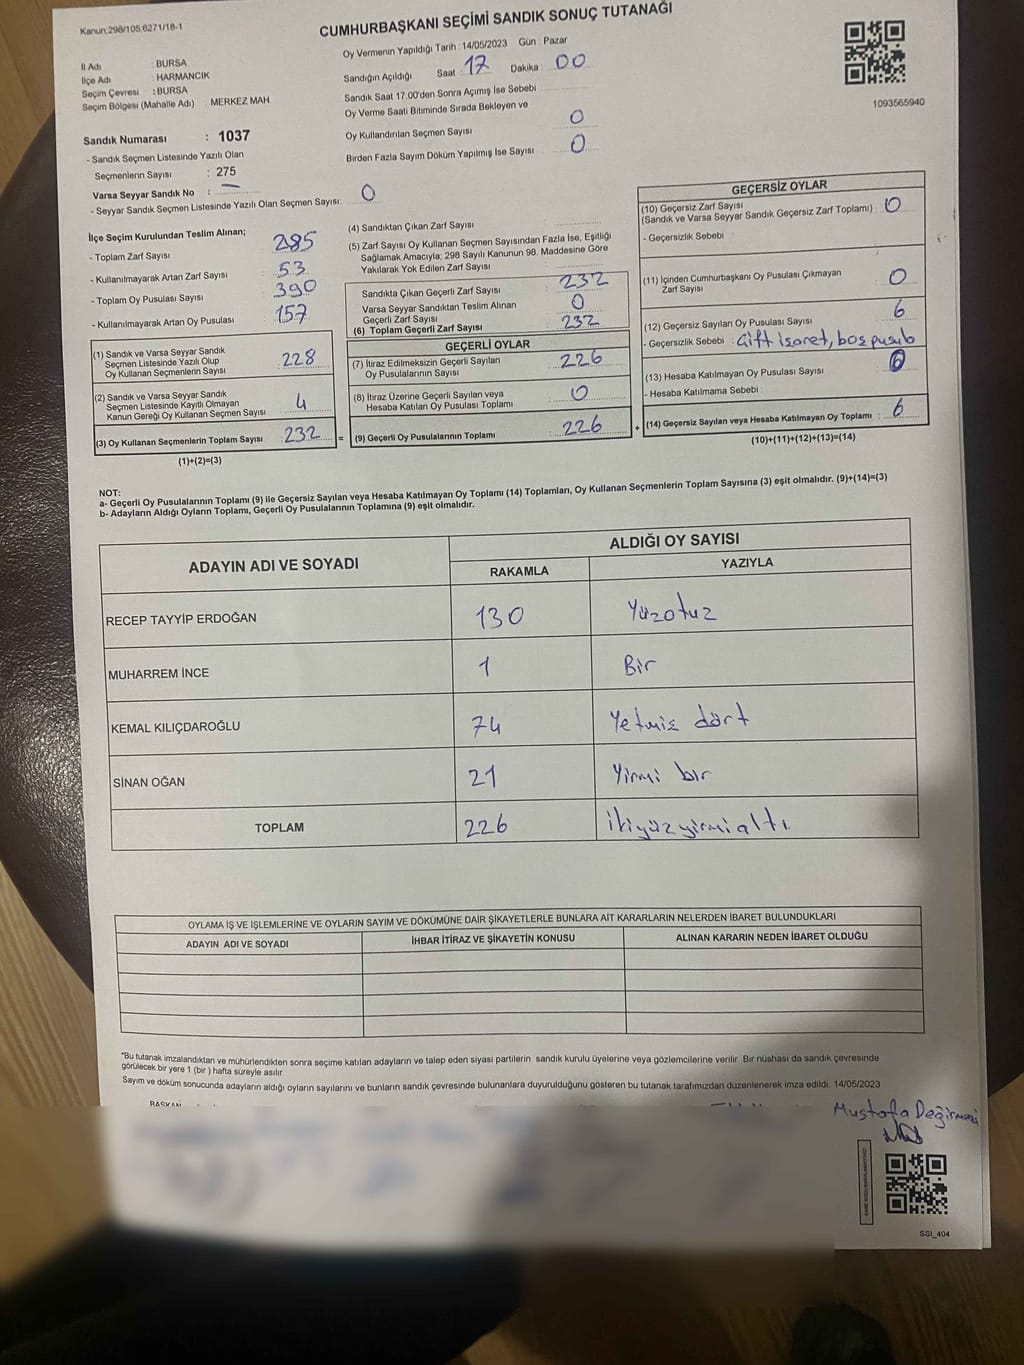 Kanun,298/105,6271/18-1
CUMHURBAŞKANI SEÇİMİ SANDIK SONUÇ TUTANAĞI
Oy Vermenin Yapıldığı Tarih : 14/05/2023 Gün : Pazar
İl Adı : BURSA
İlçe Adı : HARMANCIK
Seçim Çevresi : BURSA
Seçim Bölgesi (Mahalle Adı) : MERKEZ MAH
Sandığın Açıldığı Saat : 17 Dakika : 00
Sandık Saat 17:00'den Sonra Açımış İse Sebebi
Oy Verme Saati Bitiminde Sırada Bekleyen ve
Oy Kullandırılan Seçmen Sayısı : 0
Birden Fazla Sayım Döküm Yapılmış İse Sayısı : 0
1093565940
Sandık Numarası : 1037
- Sandık Seçmen Listesinde Yazılı Olan
Seçmenlerin Sayısı : 275
Varsa Seyyar Sandık No : —
- Seyyar Sandık Seçmen Listesinde Yazılı Olan Seçmen Sayısı: 0
İlçe Seçim Kurulundan Teslim Alınan;
- Toplam Zarf Sayısı : 285
- Kullanılmayarak Artan Zarf Sayısı : 53
- Toplam Oy Pusulası Sayısı : 390
- Kullanılmayarak Artan Oy Pusulası : 157
(1) Sandık ve Varsa Seyyar Sandık
Seçmen Listesinde Yazılı Olup
Oy Kullanan Seçmenlerin Sayısı : 228
(2) Sandık ve Varsa Seyyar Sandık
Seçmen Listesinde Kayıtlı Olmayan
Kanun Gereği Oy Kullanan Seçmen Sayısı : 4
(3) Oy Kullanan Seçmenlerin Toplam Sayısı : 232 =
(1)+(2)=(3)
(4) Sandıktan Çıkan Zarf Sayısı :
(5) Zarf Sayısı Oy Kullanan Seçmen Sayısından Fazla İse, Eşitliği
Sağlamak Amacıyla; 298 Sayılı Kanunun 98. Maddesine Göre
Yakılarak Yok Edilen Zarf Sayısı :
Sandıkta Çıkan Geçerli Zarf Sayısı : 232
Varsa Seyyar Sandıktan Teslim Alınan
Geçerli Zarf Sayısı : 0
(6) Toplam Geçerli Zarf Sayısı : 232
GEÇERLİ OYLAR
(7) İtiraz Edilmeksizin Geçerli Sayılan
Oy Pusulalarının Sayısı : 226
(8) İtiraz Üzerine Geçerli Sayılan veya
Hesaba Katılan Oy Pusulası Toplamı : 0
(9) Geçerli Oy Pusulalarının Toplamı : 226 +
GEÇERSİZ OYLAR
(10) Geçersiz Zarf Sayısı
(Sandık ve Varsa Seyyar Sandık Geçersiz Zarf Toplamı) : 0
- Geçersizlik Sebebi :
(11) İçinden Cumhurbaşkanı Oy Pusulası Çıkmayan
Zarf Sayısı : 0
(12) Geçersiz Sayılan Oy Pusulası Sayısı : 6
- Geçersizlik Sebebi : Çift isaret, boş pusula
(13) Hesaba Katılmayan Oy Pusulası Sayısı : 0
- Hesaba Katılmama Sebebi :
(14) Geçersiz Sayılan veya Hesaba Katılmayan Oy Toplamı : 6
(10)+(11)+(12)+(13)=(14)
NOT:
a- Geçerli Oy Pusulalarının Toplamı (9) ile Geçersiz Sayılan veya Hesaba Katılmayan Oy Toplamı (14) Toplamları, Oy Kullanan Seçmenlerin Toplam Sayısına (3) eşit olmalıdır. (9)+(14)=(3)
b- Adayların Aldığı Oyların Toplamı, Geçerli Oy Pusulalarının Toplamına (9) eşit olmalıdır.
ADAYIN ADI VE SOYADI ALDIĞI OY SAYISI
RAKAMLA YAZIYLA
RECEP TAYYİP ERDOĞAN 130 Yüzotuz
MUHARREM İNCE 1 Bir
KEMAL KILIÇDAROĞLU 74 Yetmiş dört
SİNAN OĞAN 21 Yirmi bir
TOPLAM 226 ikiyüzyirmialtı
OYLAMA İŞ VE İŞLEMLERİNE VE OYLARIN SAYIM VE DÖKÜMÜNE DAİR ŞİKAYETLERLE BUNLARA AİT KARARLARIN NELERDEN İBARET BULUNDUKLARI
ADAYIN ADI VE SOYADI İHBAR İTİRAZ VE ŞİKAYETİN KONUSU ALINAN KARARIN NEDEN İBARET OLDUĞU
"Bu tutanak imzalandıktan ve mühürlendikten sonra seçime katılan adayların ve talep eden siyasi partilerin sandık kurulu üyelerine veya gözlemcilerine verilir. Bir nüshası da sandık çevresinde
görülecek bir yere 1 (bir) hafta süreyle asılır.
Sayım ve döküm sonucunda adayların aldığı oyların sayılarını ve bunların sandık çevresinde bulunanlara duyurulduğunu gösteren bu tutanak tarafımızdan düzenlenerek imza edildi. 14/05/2023
BAŞKAN
Mustafa Değirmenci
SSI_404